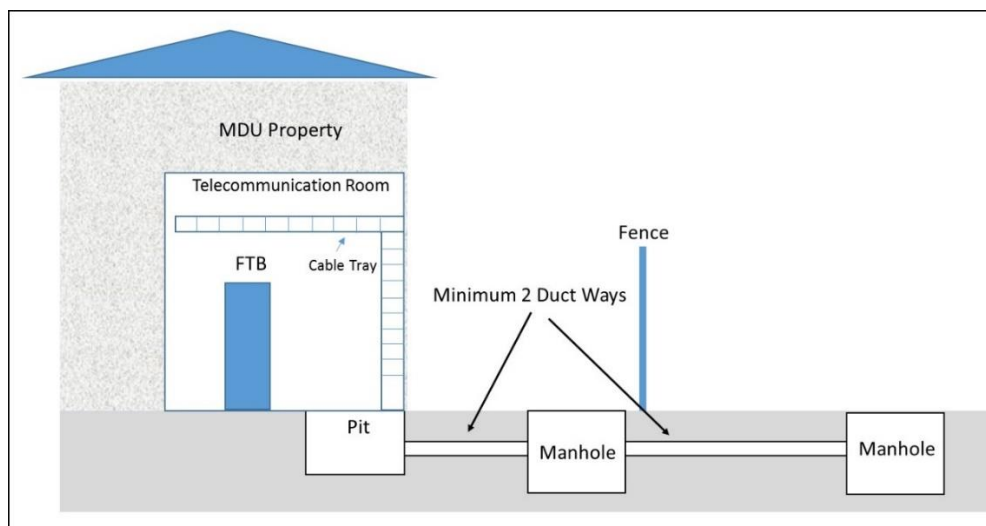 MDU Property
Telecommunication Room
Cable Tray
FTB
Fence
Minimum 2 Duct Ways
Pit
Manhole
Manhole